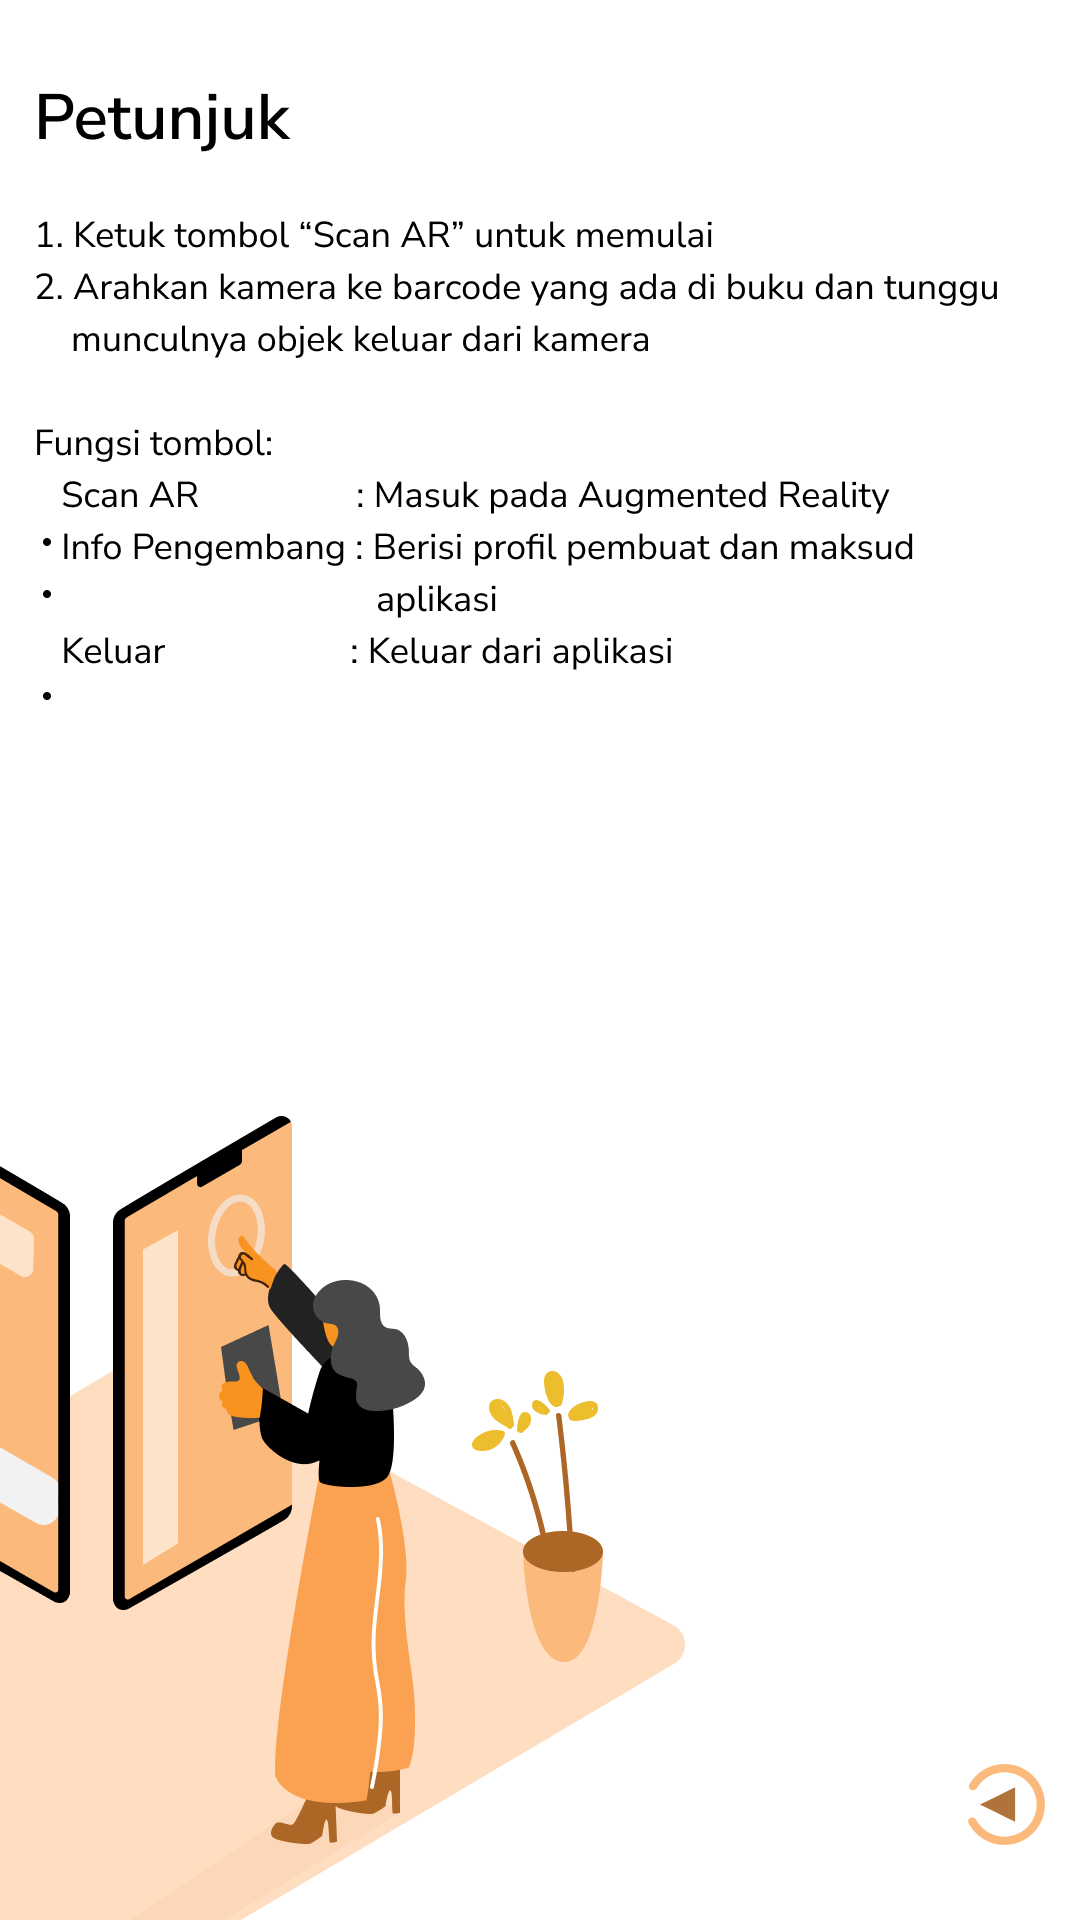 Petunjuk
1. Ketuk tombol “Scan AR” untuk memulai
2. Arahkan kamera ke barcode yang ada di buku dan tunggu
munculnya objek keluar dari kamera
Fungsi tombol:
Scan AR : Masuk pada Augmented Reality
• Info Pengembang : Berisi profil pembuat dan maksud
• aplikasi
Keluar : Keluar dari aplikasi
•